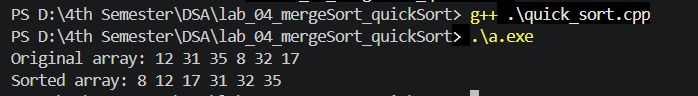 PS D:\4th Semester\DSA\lab_04_mergeSort_quickSort> g++ .\quick_sort.cpp
PS D:\4th Semester\DSA\lab_04_mergeSort_quickSort> .\a.exe
Original array: 12 31 35 8 32 17
Sorted array: 8 12 17 31 32 35